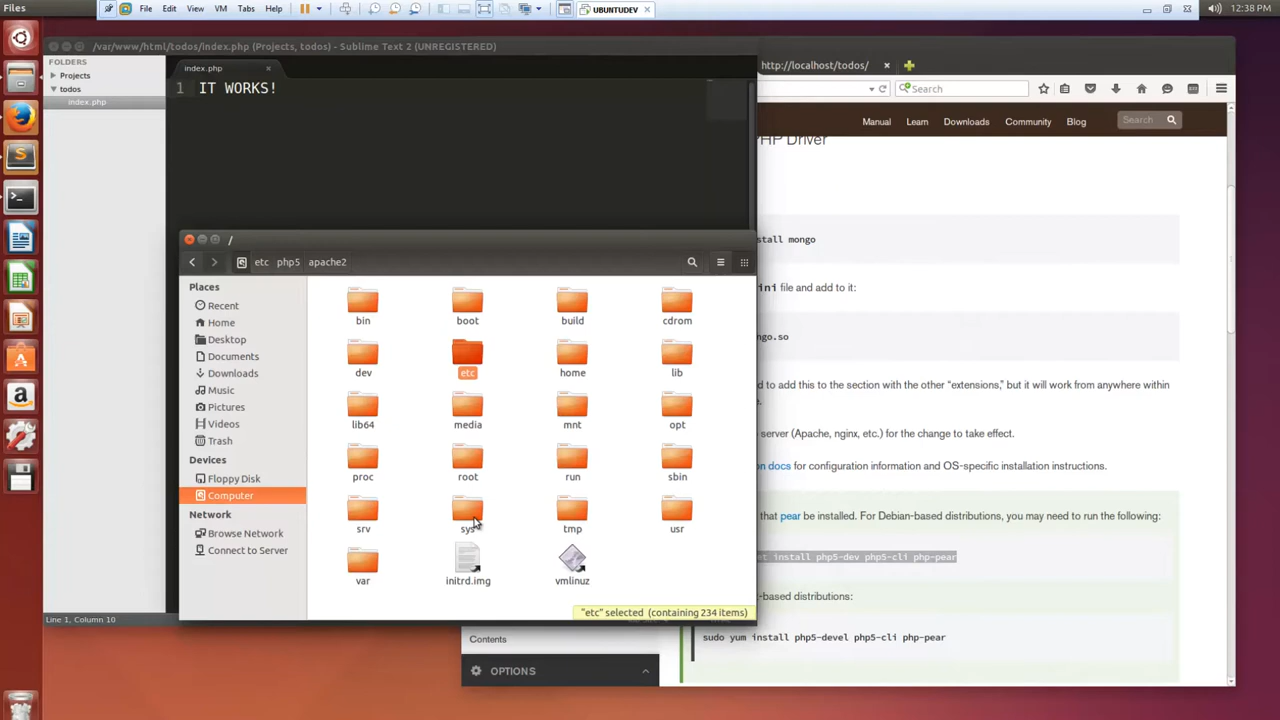 Files
File Edit View VM Tabs Help
UBUNTUDEV
12:38 PM
/var/www/html/todos/index.php (Projects, todos) - Sublime Text 2 (UNREGISTERED)
FOLDERS
Projects
todos
index.php
index.php
1 IT WORKS!
Line 1, Column 10
http://localhost/todos/
Search
Manual Learn Downloads Community Blog
Search
PHP Driver
mongo
file and add to it:
to add this to the section with the other "extensions," but it will work from anywhere within
server (Apache, nginx, etc.) for the change to take effect.
docs for configuration information and OS-specific installation instructions.
that pear be installed. For Debian-based distributions, you may need to run the following:
install php5-dev php5-cli php-pear
distributions:
sudo yum install php5-devel php5-cli php-pear
Contents
OPTIONS
/
etc php5 apache2
Places
Recent
Home
Desktop
Documents
Downloads
Music
Pictures
Videos
Trash
Devices
Floppy Disk
Computer
Network
Browse Network
Connect to Server
bin boot build cdrom
dev etc home lib
lib64 media mnt opt
proc root run sbin
srv sys tmp usr
var initrd.img vmlinuz
"etc" selected (containing 234 items)